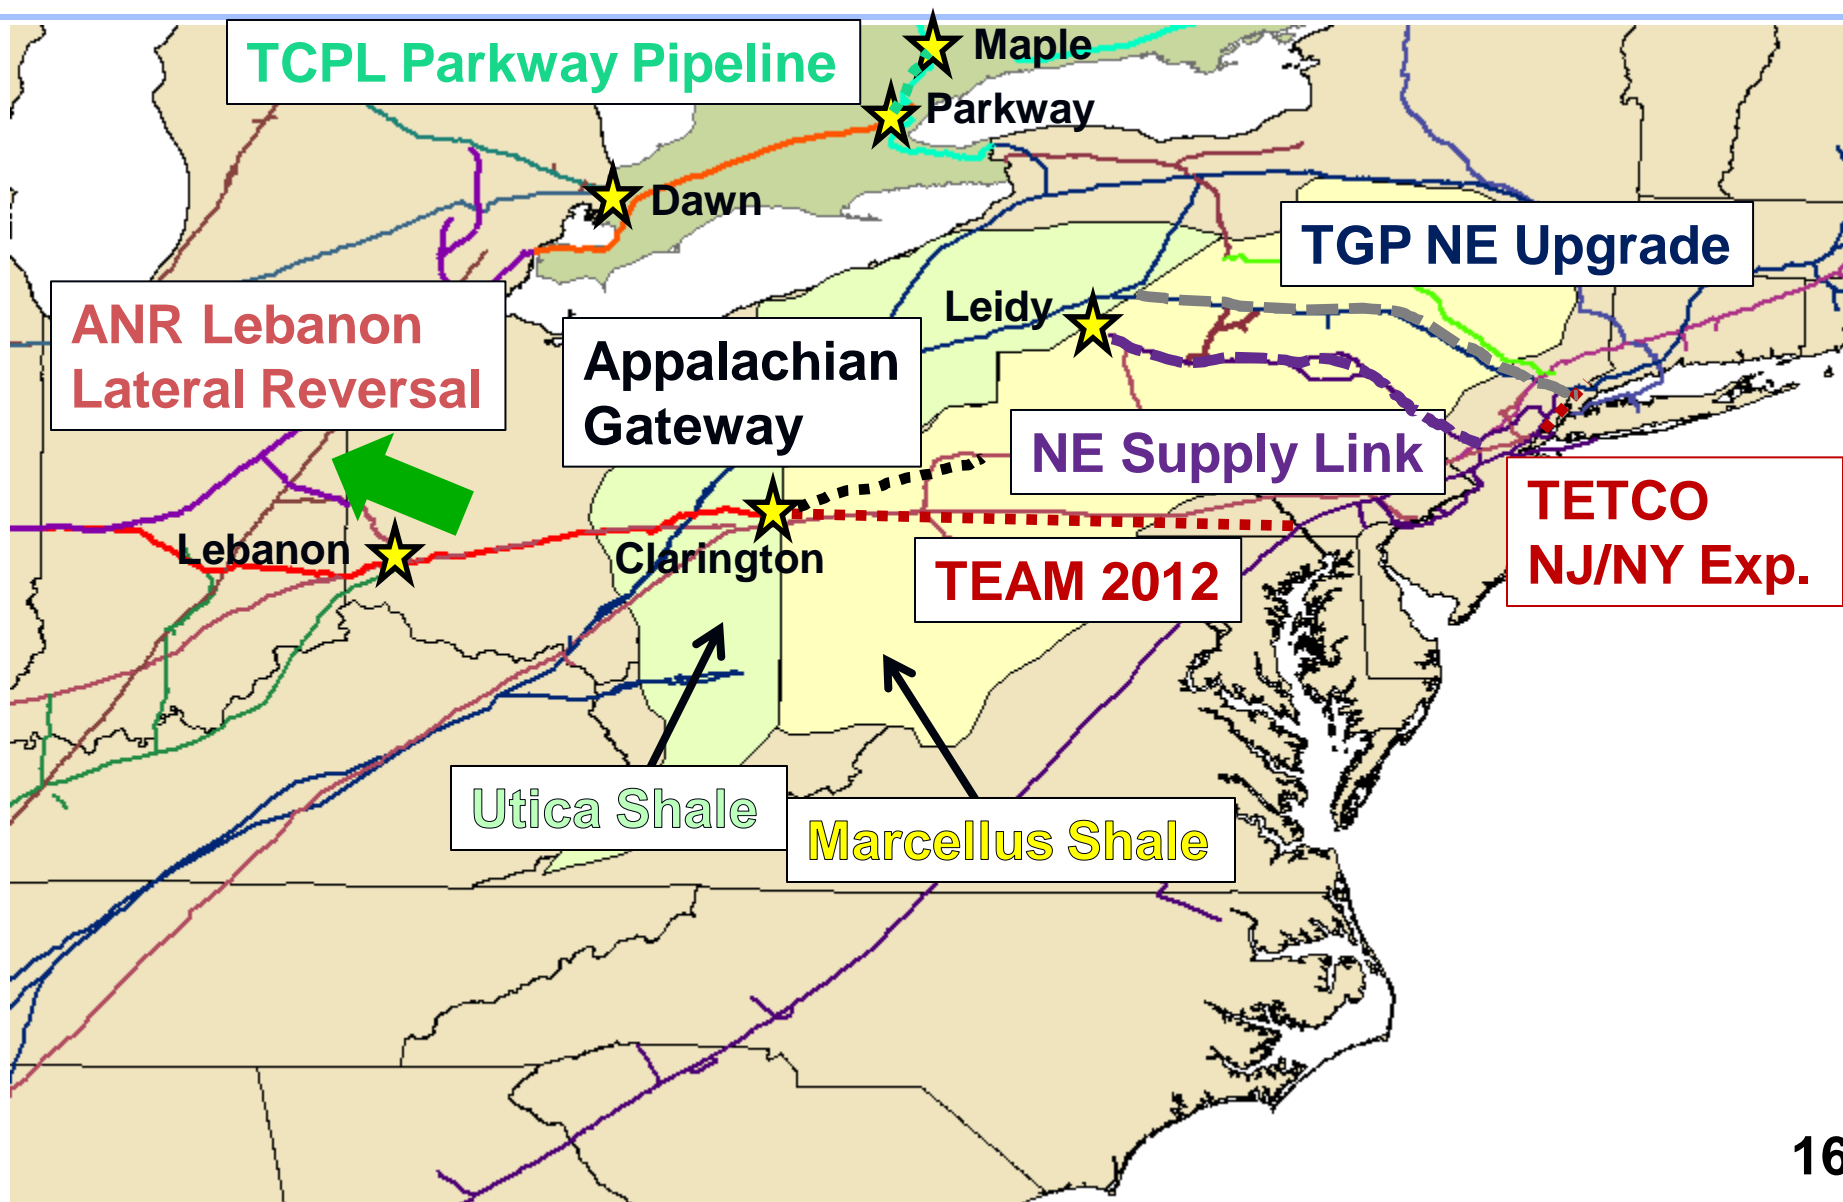 TCPL Parkway Pipeline
Maple
Parkway
Dawn
TGP NE Upgrade
ANR Lebanon
Lateral Reversal
Leidy
Appalachian
Gateway
NE Supply Link
TETCO
NJ/NY Exp.
Lebanon
Clarington
TEAM 2012
Utica Shale
Marcellus Shale
16